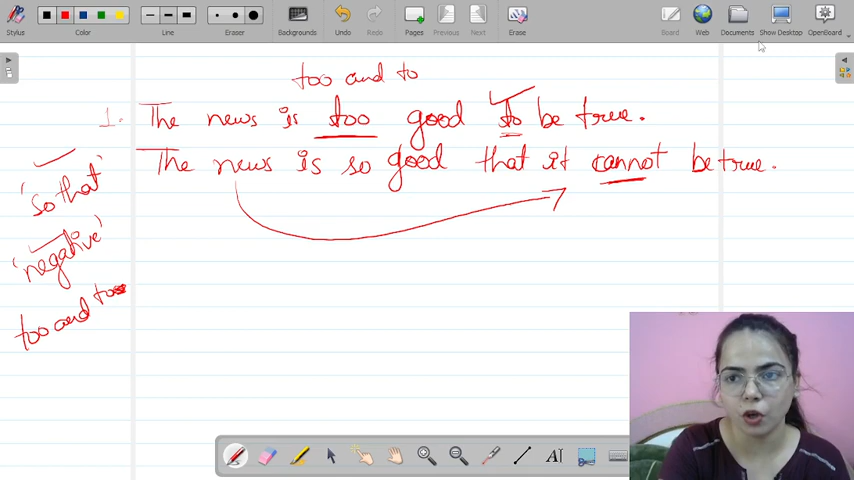 Stylus
Color
Line
Eraser
Backgrounds
Undo
Redo
Pages
Previous
Next
Erase
Board
Web
Documents
Show Desktop
OpenBoard
too and to
1. The news is too good to be true.
The news is so good that it cannot be true.
'so that'
'negative'
too and to